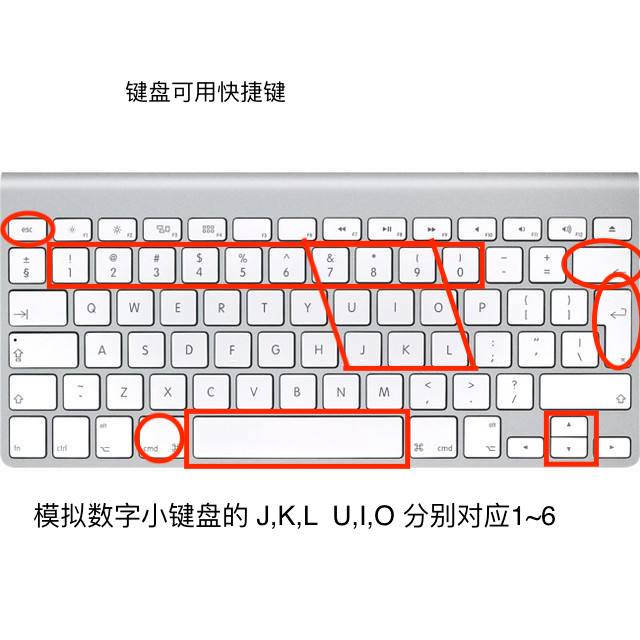 键盘可用快捷键
esc F1 F2 F3 F4 F5 F6 F7 F8 F9 F10 F11 F12
± ! @ # $ % ^ & * ( ) - +
§ 1 2 3 4 5 6 7 8 9 0 - =
Q W E R T Y U I O P { }
[ ]
A S D F G H J K L : " |
; ' \
~ Z X C V B N M < > ?
` , . /
alt alt
fn ctrl cmd ⌘ ⌘ cmd
模拟数字小键盘的 J,K,L U,I,O 分别对应1~6